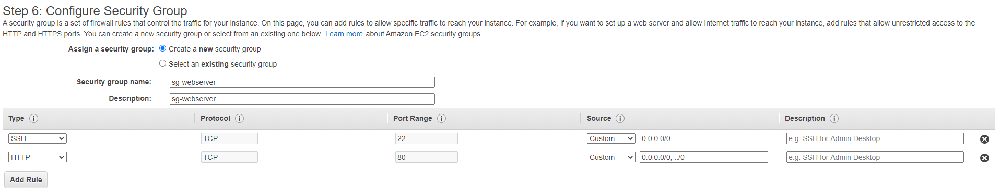 Step 6: Configure Security Group
A security group is a set of firewall rules that control the traffic for your instance. On this page, you can add rules to allow specific traffic to reach your instance. For example, if you want to set up a web server and allow Internet traffic to reach your instance, add rules that allow unrestricted access to the
HTTP and HTTPS ports. You can create a new security group or select from an existing one below. Learn more about Amazon EC2 security groups.
Assign a security group: Create a new security group
Select an existing security group
Security group name: sg-webserver
Description: sg-webserver
Type i Protocol i Port Range i Source i Description i
SSH TCP 22 Custom 0.0.0.0/0 e.g. SSH for Admin Desktop
HTTP TCP 80 Custom 0.0.0.0/0, ::/0 e.g. SSH for Admin Desktop
Add Rule